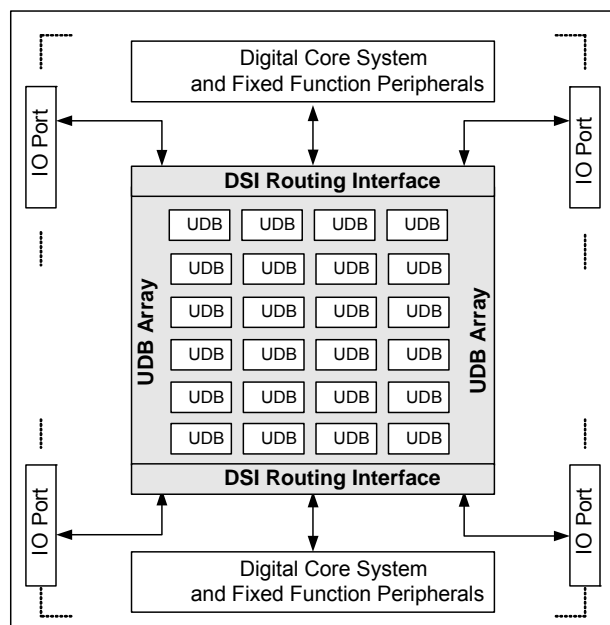 Digital Core System
and Fixed Function Peripherals
IO Port
IO Port
DSI Routing Interface
UDB UDB UDB UDB
UDB UDB UDB UDB
UDB UDB UDB UDB
UDB UDB UDB UDB
UDB UDB UDB UDB
UDB UDB UDB UDB
UDB Array
UDB Array
DSI Routing Interface
IO Port
IO Port
Digital Core System
and Fixed Function Peripherals